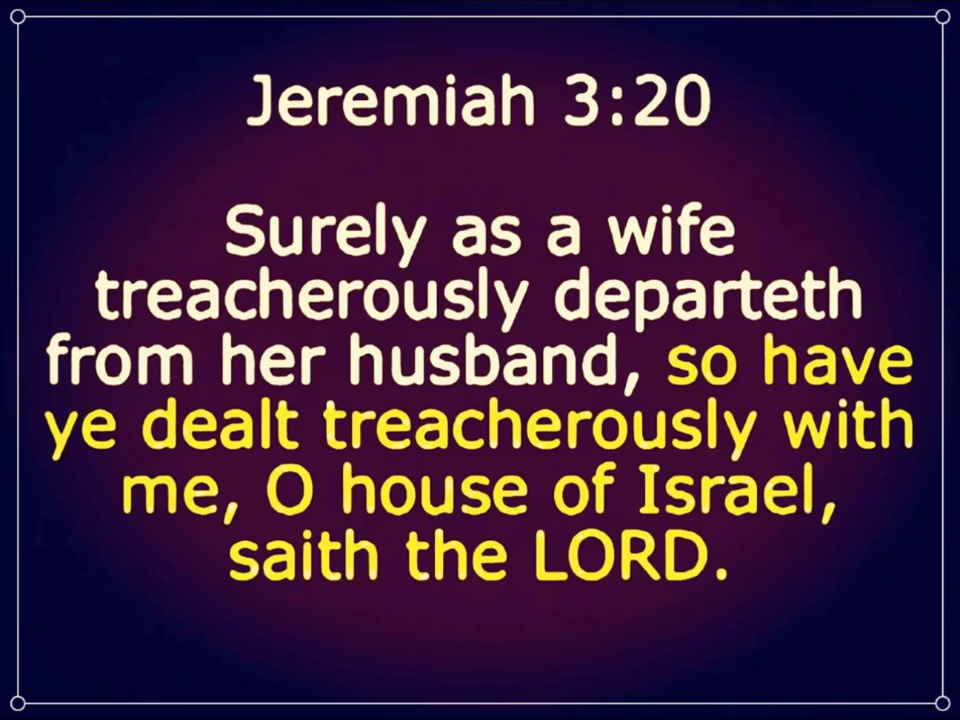 Jeremiah 3:20
Surely as a wife
treacherously departeth
from her husband, so have
ye dealt treacherously with
me, O house of Israel,
saith the LORD.